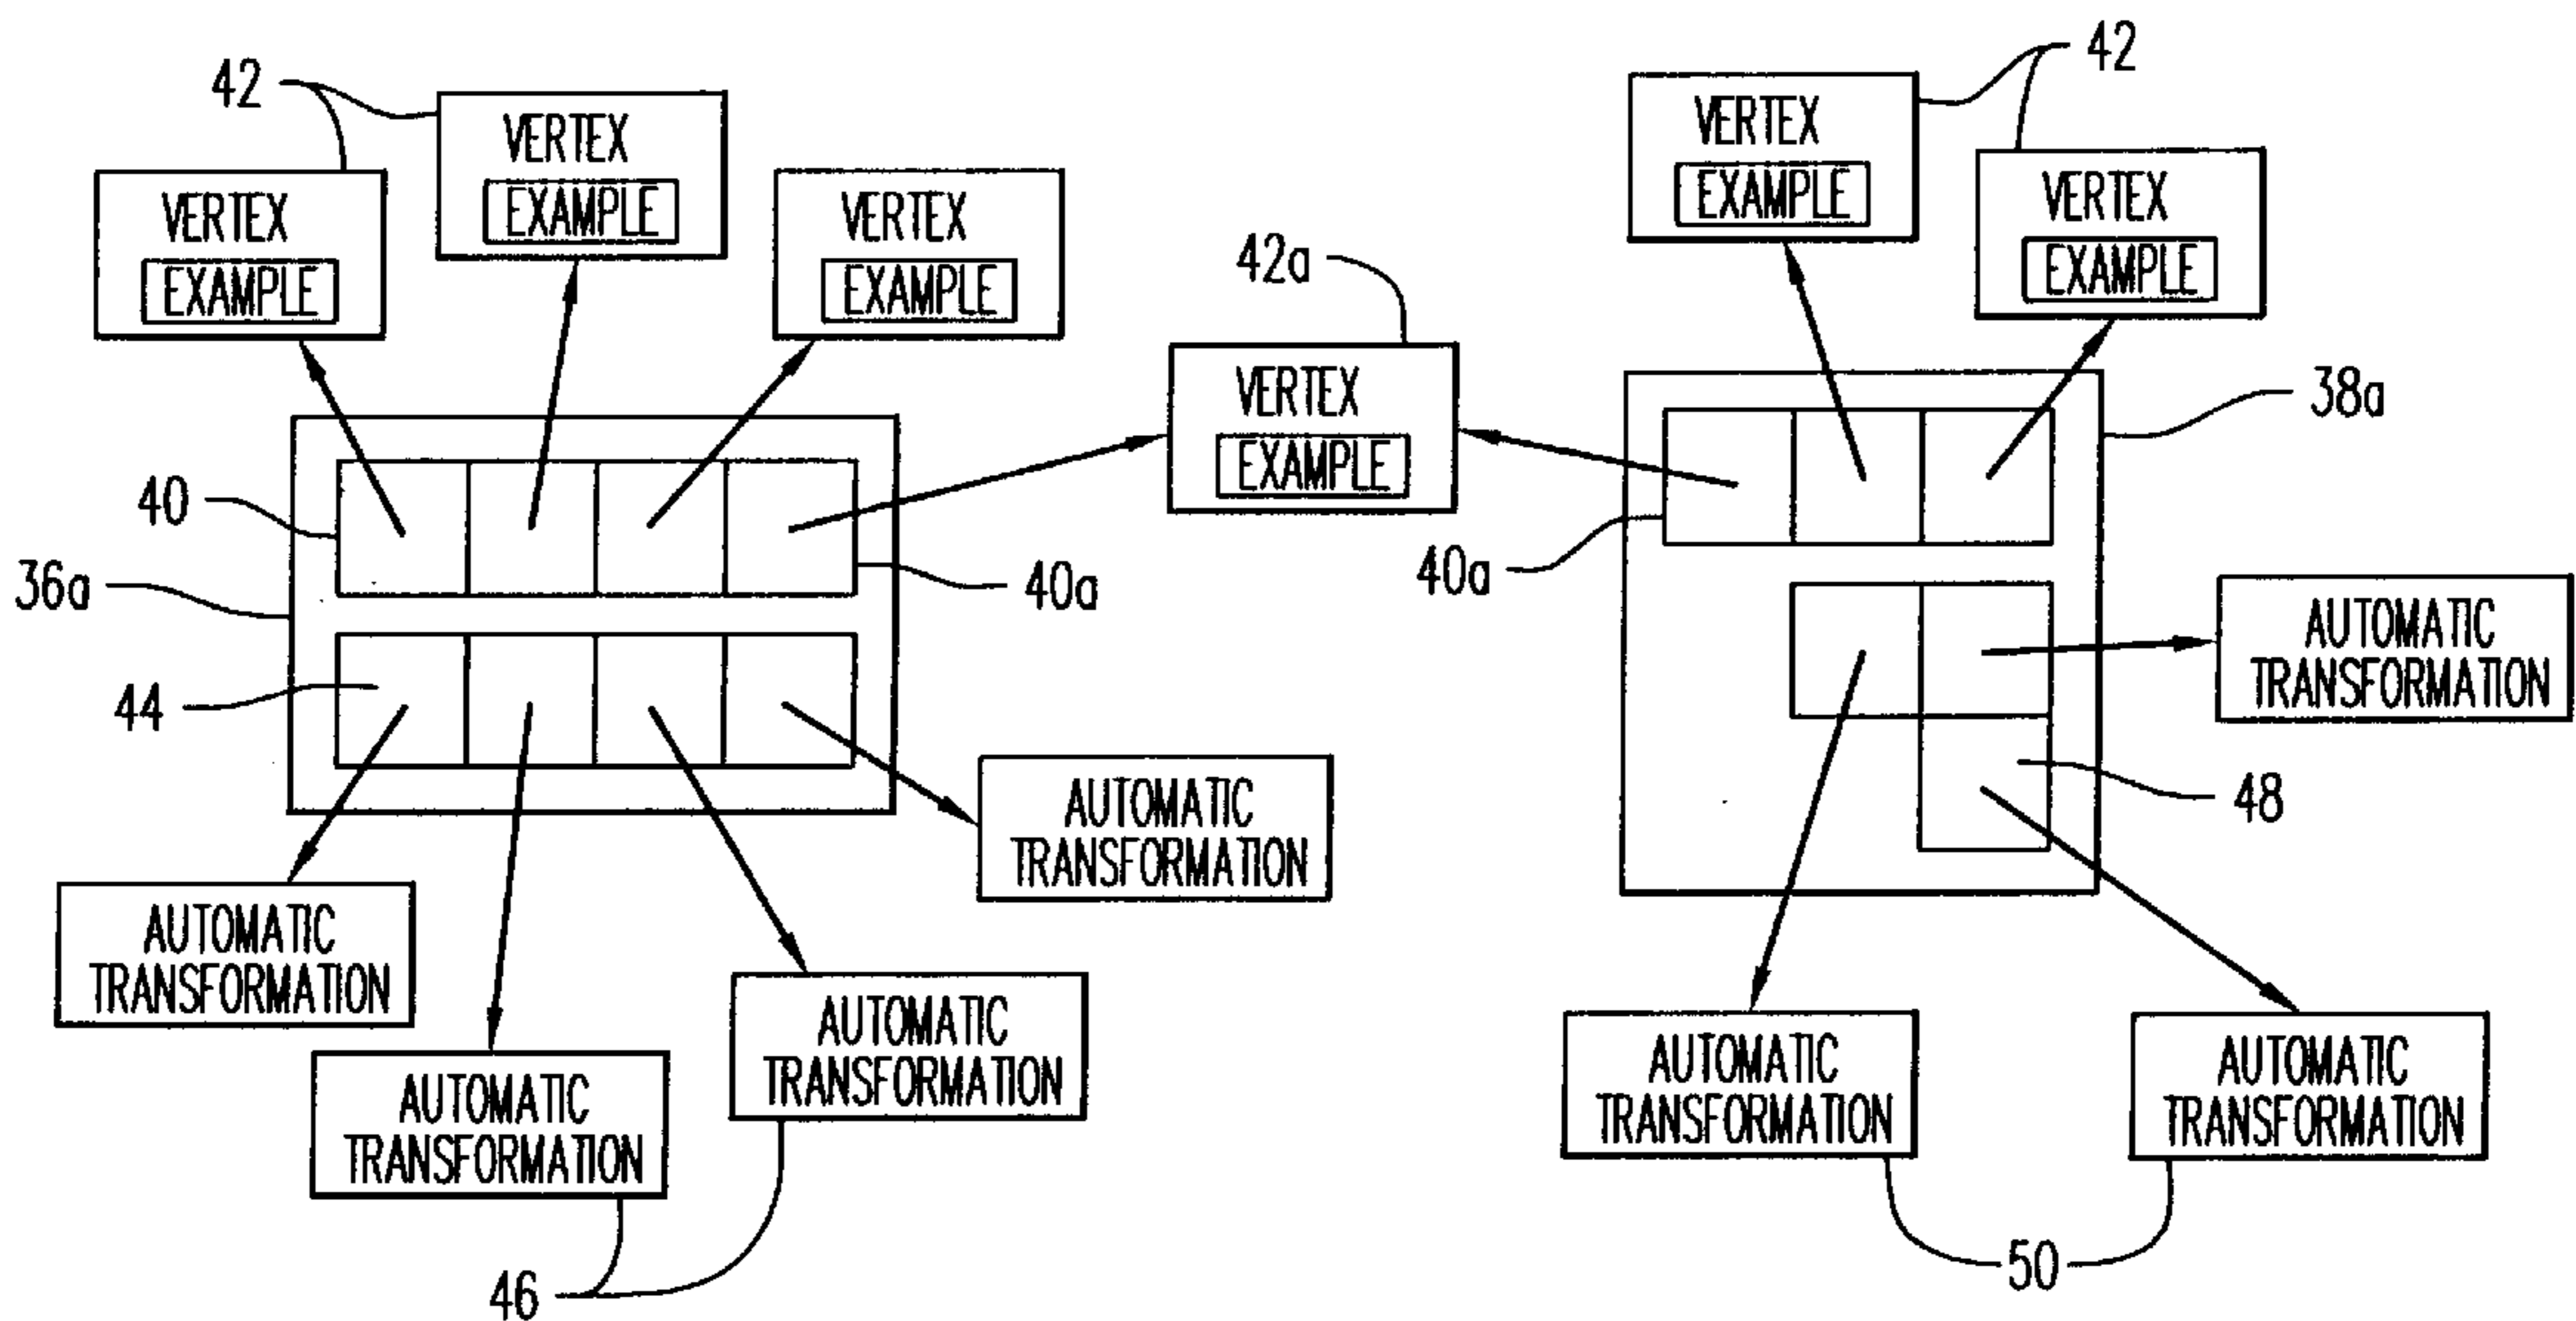 42
VERTEX
EXAMPLE
VERTEX
EXAMPLE
VERTEX
EXAMPLE
42a
VERTEX
EXAMPLE
42
VERTEX
EXAMPLE
VERTEX
EXAMPLE
38a
40
36a
40a
44
40a
48
AUTOMATIC
TRANSFORMATION
AUTOMATIC
TRANSFORMATION
AUTOMATIC
TRANSFORMATION
AUTOMATIC
TRANSFORMATION
46
AUTOMATIC
TRANSFORMATION
AUTOMATIC
TRANSFORMATION
AUTOMATIC
TRANSFORMATION
50